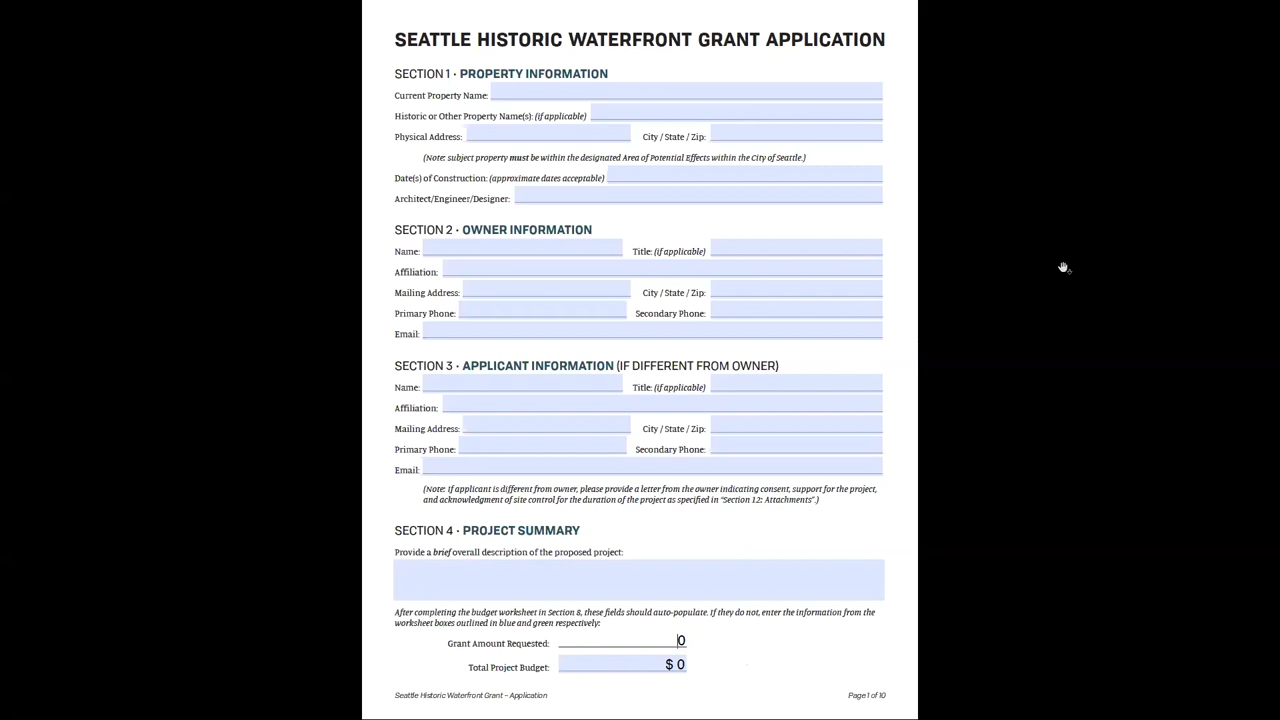 SEATTLE HISTORIC WATERFRONT GRANT APPLICATION
SECTION 1 · PROPERTY INFORMATION
Current Property Name:
Historic or Other Property Name(s): (if applicable)
Physical Address: City / State / Zip:
(Note: subject property must be within the designated Area of Potential Effects within the City of Seattle.)
Date(s) of Construction: (approximate dates acceptable)
Architect/Engineer/Designer:
SECTION 2 · OWNER INFORMATION
Name: Title: (if applicable)
Affiliation:
Mailing Address: City / State / Zip:
Primary Phone: Secondary Phone:
Email:
SECTION 3 · APPLICANT INFORMATION (IF DIFFERENT FROM OWNER)
Name: Title: (if applicable)
Affiliation:
Mailing Address: City / State / Zip:
Primary Phone: Secondary Phone:
Email:
(Note: If applicant is different from owner, please provide a letter from the owner indicating consent, support for the project,
and acknowledgment of site control for the duration of the project as specified in “Section 12: Attachments”.)
SECTION 4 · PROJECT SUMMARY
Provide a brief overall description of the proposed project:
After completing the budget worksheet in Section 8, these fields should auto-populate. If they do not, enter the information from the
worksheet boxes outlined in blue and green respectively:
Grant Amount Requested: 0
Total Project Budget: $ 0
Seattle Historic Waterfront Grant – Application Page 1 of 10